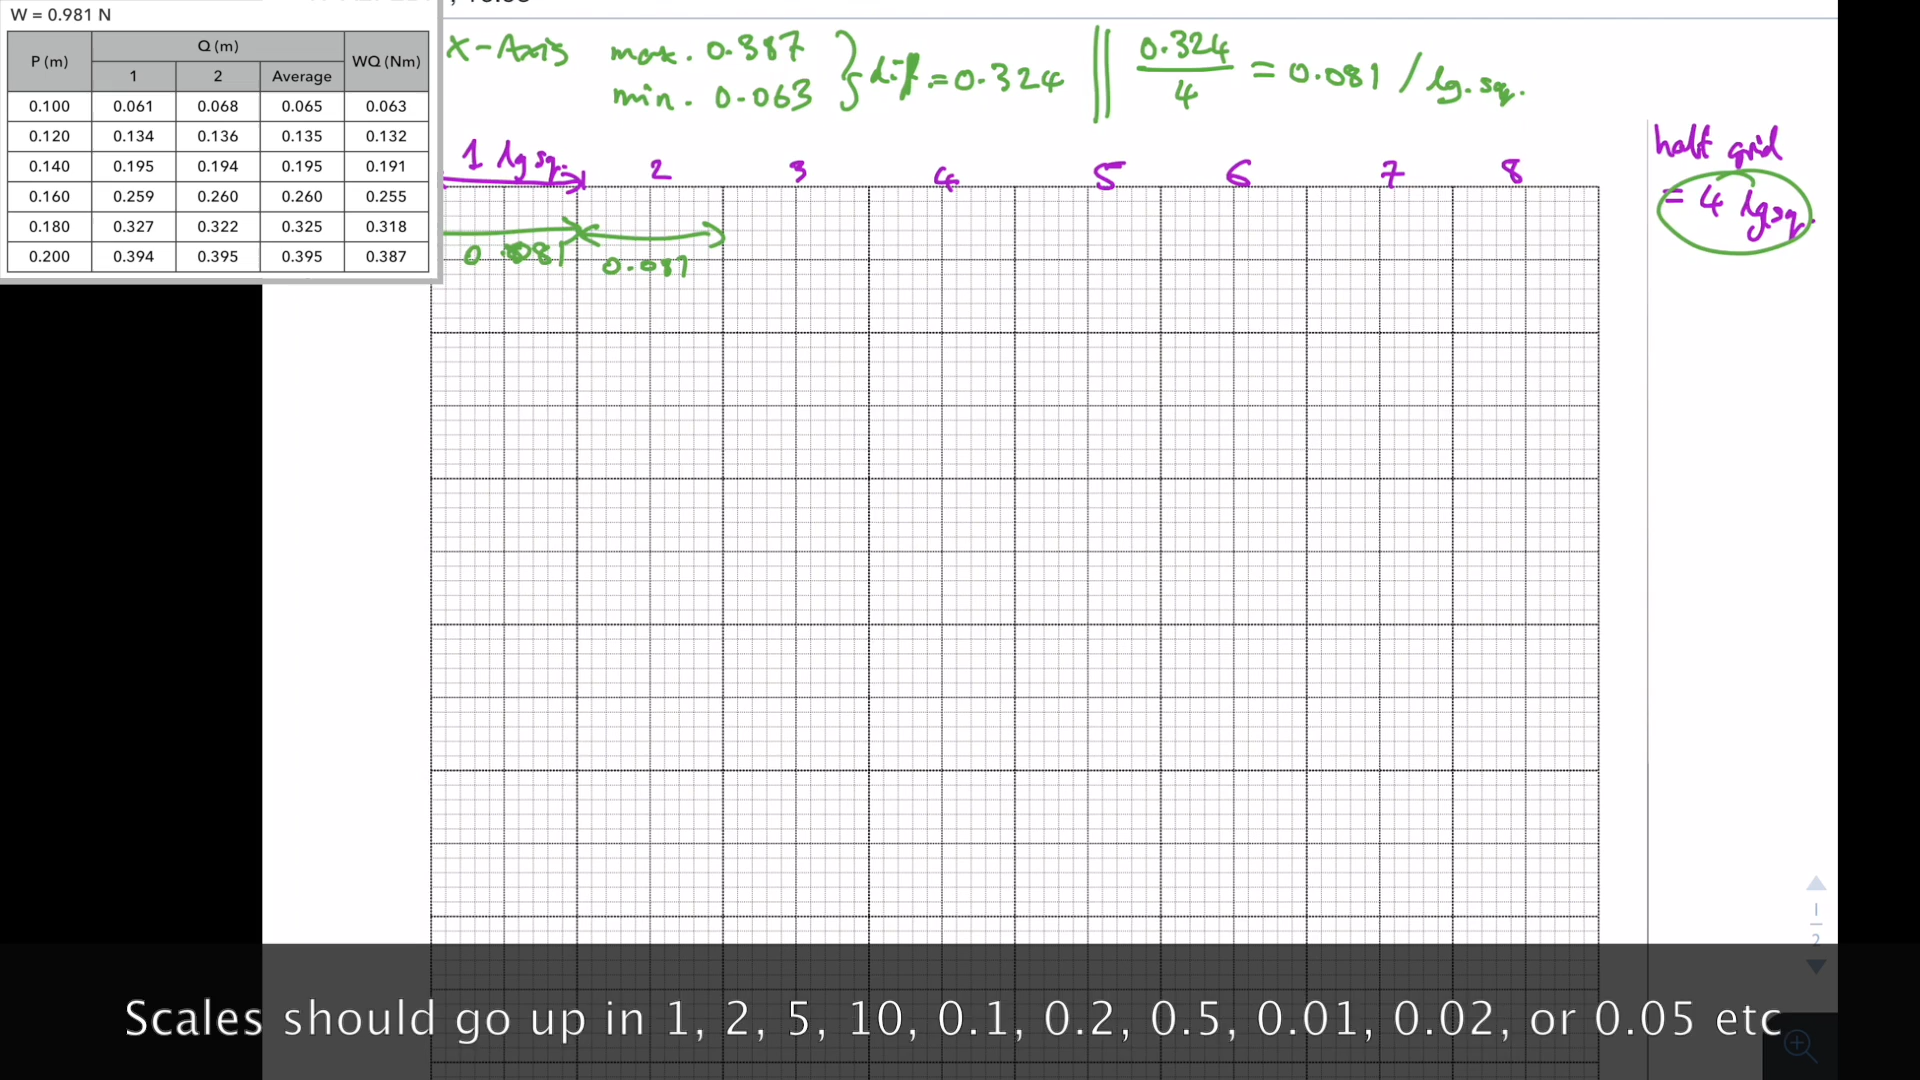 W = 0.981 N
P (m) Q (m) WQ (Nm)
1 2 Average
0.100 0.061 0.068 0.065 0.063
0.120 0.134 0.136 0.135 0.132
0.140 0.195 0.194 0.195 0.191
0.160 0.259 0.260 0.260 0.255
0.180 0.327 0.322 0.325 0.318
0.200 0.394 0.395 0.395 0.387
X-Axis max. 0.387 } dif. = 0.324 || 0.324/4 = 0.081 / lg. sq.
min. 0.063
half grid
= 4 lg sq.
1 lg sq. 2 3 4 5 6 7 8
0.081 0.081
1
2
Scales should go up in 1, 2, 5, 10, 0.1, 0.2, 0.5, 0.01, 0.02, or 0.05 etc